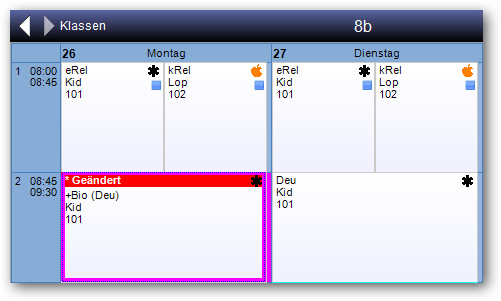 Klassen 8b
26 Montag 27 Dienstag
1 08:00
08:45
eRel
Kid
101
kRel
Lop
102
eRel
Kid
101
kRel
Lop
102
2 08:45
09:30
* Geändert
+Bio (Deu)
Kid
101
Deu
Kid
101